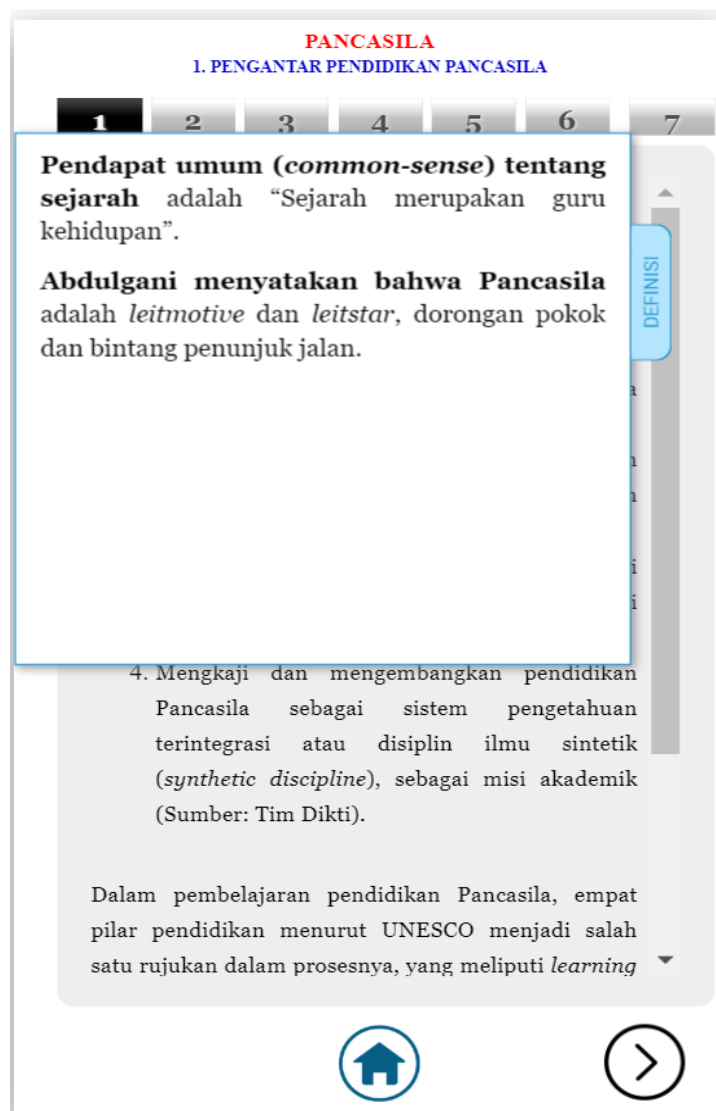 PANCASILA
1. PENGANTAR PENDIDIKAN PANCASILA
1 2 3 4 5 6 7
Pendapat umum (common-sense) tentang
sejarah adalah “Sejarah merupakan guru
kehidupan”.
Abdulgani menyatakan bahwa Pancasila
adalah leitmotive dan leitstar, dorongan pokok
dan bintang penunjuk jalan.
DEFINISI
a
n
n
i
i
4. Mengkaji dan mengembangkan pendidikan
Pancasila sebagai sistem pengetahuan
terintegrasi atau disiplin ilmu sintetik
(synthetic discipline), sebagai misi akademik
(Sumber: Tim Dikti).
Dalam pembelajaran pendidikan Pancasila, empat
pilar pendidikan menurut UNESCO menjadi salah
satu rujukan dalam prosesnya, yang meliputi learning